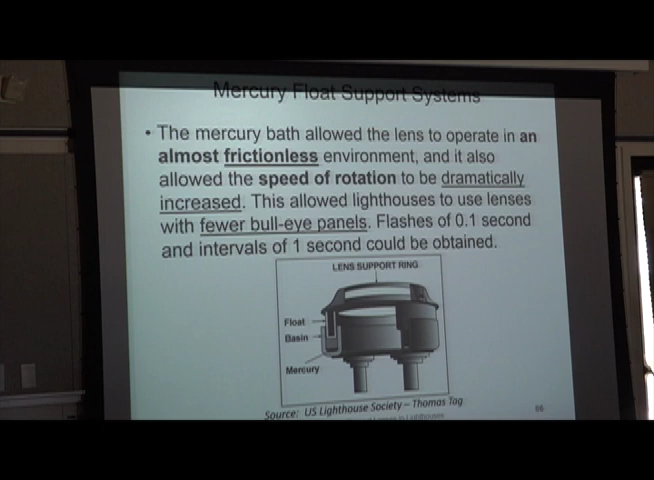 Mercury Float Support Systems
• The mercury bath allowed the lens to operate in an
almost frictionless environment, and it also
allowed the speed of rotation to be dramatically
increased. This allowed lighthouses to use lenses
with fewer bull-eye panels. Flashes of 0.1 second
and intervals of 1 second could be obtained.
LENS SUPPORT RING
Float
Basin
Mercury
Source: US Lighthouse Society – Thomas Tag
in Lighthouses